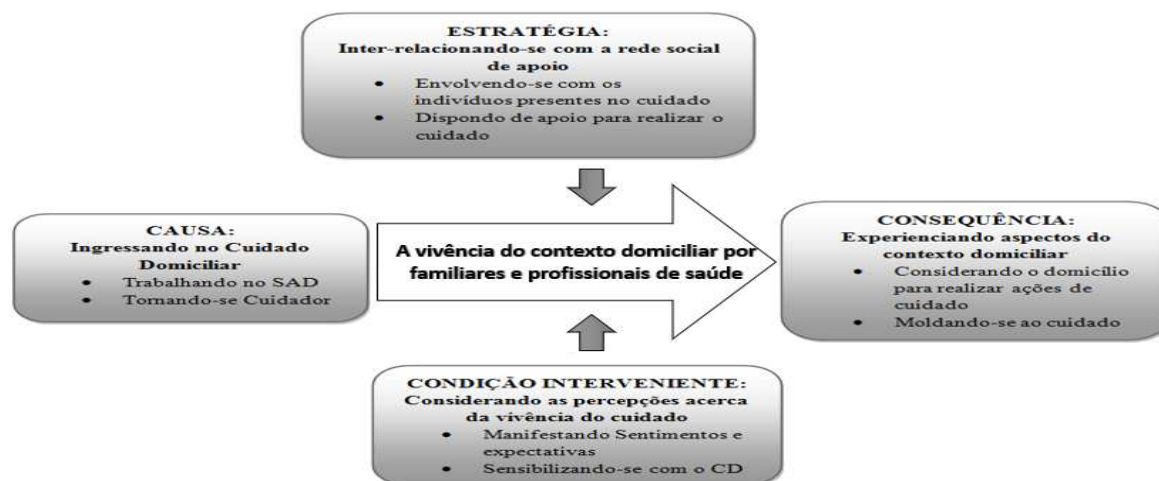 ESTRATÉGIA:
Inter-relacionando-se com a rede social
de apoio
• Envolvendo-se com os
indivíduos presentes no cuidado
• Dispondo de apoio para realizar o
cuidado
CAUSA:
Ingressando no Cuidado
Domiciliar
• Trabalhando no SAD
• Tornando-se Cuidador
A vivência do contexto domiciliar por
familiares e profissionais de saúde
CONSEQUÊNCIA:
Experienciando aspectos do
contexto domiciliar
• Considerando o domicílio
para realizar ações de
cuidado
• Moldando-se ao cuidado
CONDIÇÃO INTERVENIENTE:
Considerando as percepções acerca
da vivência do cuidado
• Manifestando Sentimentos e
expectativas
• Sensibilizando-se com o CD